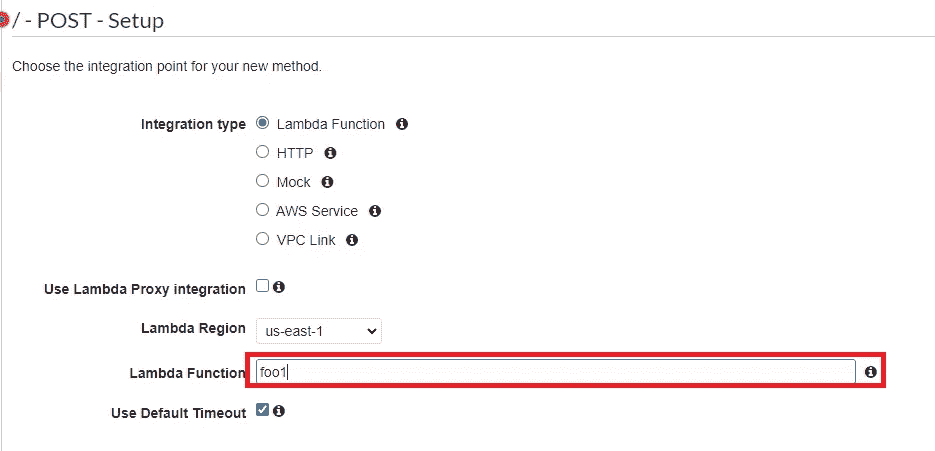 / - POST - Setup
Choose the integration point for your new method.
Integration type Lambda Function
HTTP
Mock
AWS Service
VPC Link
Use Lambda Proxy integration
Lambda Region us-east-1
Lambda Function foo1
Use Default Timeout